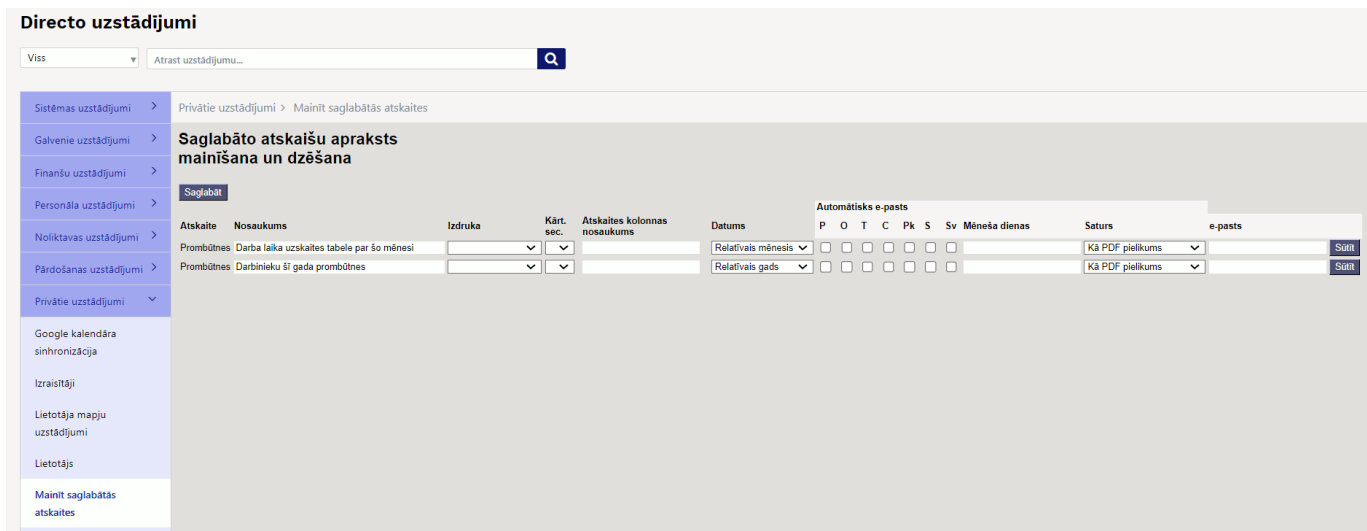 Directo uzstādījumi
Viss
Atrast uzstādījumu...
Sistēmas uzstādījumi
Galvenie uzstādījumi
Finanšu uzstādījumi
Personāla uzstādījumi
Noliktavas uzstādījumi
Pārdošanas uzstādījumi
Privātie uzstādījumi
Google kalendāra
sinhronizācija
Izraisītāji
Lietotāja mapju
uzstādījumi
Lietotājs
Mainīt saglabātās
atskaites
Privātie uzstādījumi > Mainīt saglabātās atskaites
Saglabāto atskaišu apraksts
mainīšana un dzēšana
Saglabāt
Automātisks e-pasts
Atskaite Nosaukums Izdruka Kārt. sec. Atskaites kolonnas nosaukums Datums P O T C Pk S Sv Mēneša dienas Saturs e-pasts
Prombūtnes Darba laika uzskaites tabele par šo mēnesi Relatīvais mēnesis Kā PDF pielikums Sūtīt
Prombūtnes Darbinieku šī gada prombūtnes Relatīvais gads Kā PDF pielikums Sūtīt